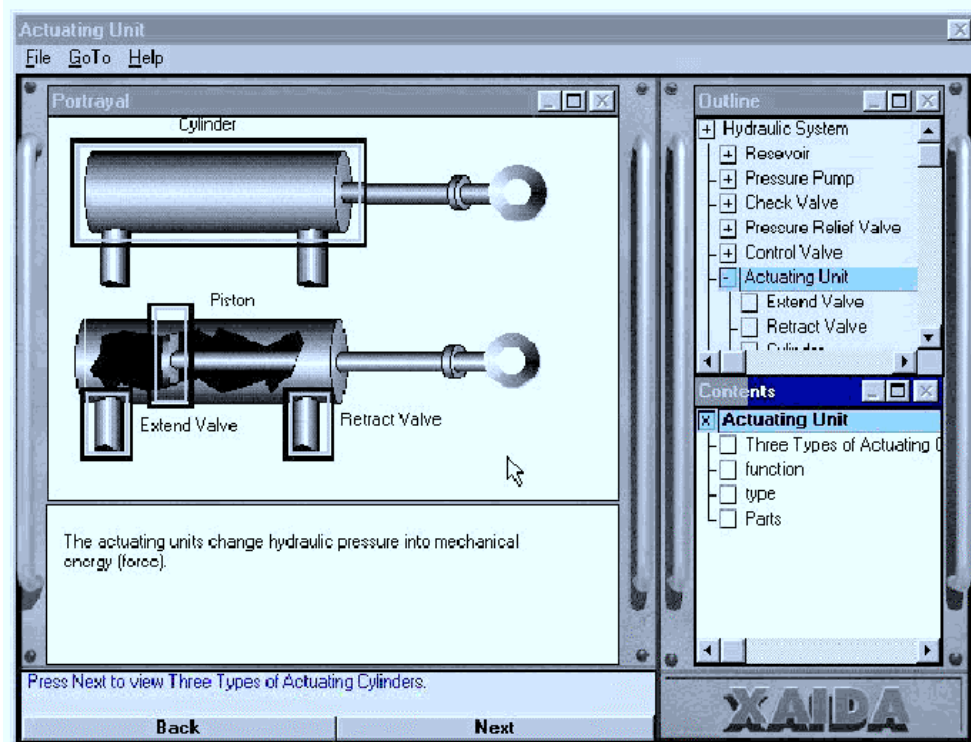 Actuating Unit
File GoTo Help
Portrayal
Cylinder
Piston
Extend Valve
Retract Valve
The actuating units change hydraulic pressure into mechanical
energy (force).
Press Next to view Three Types of Actuating Cylinders.
Back Next
Outline
Hydraulic System
Resevoir
Pressure Pump
Check Valve
Pressure Relief Valve
Control Valve
Actuating Unit
Extend Valve
Retract Valve
Cylinder
Contents
Actuating Unit
Three Types of Actuating
function
type
Parts
XAIDA